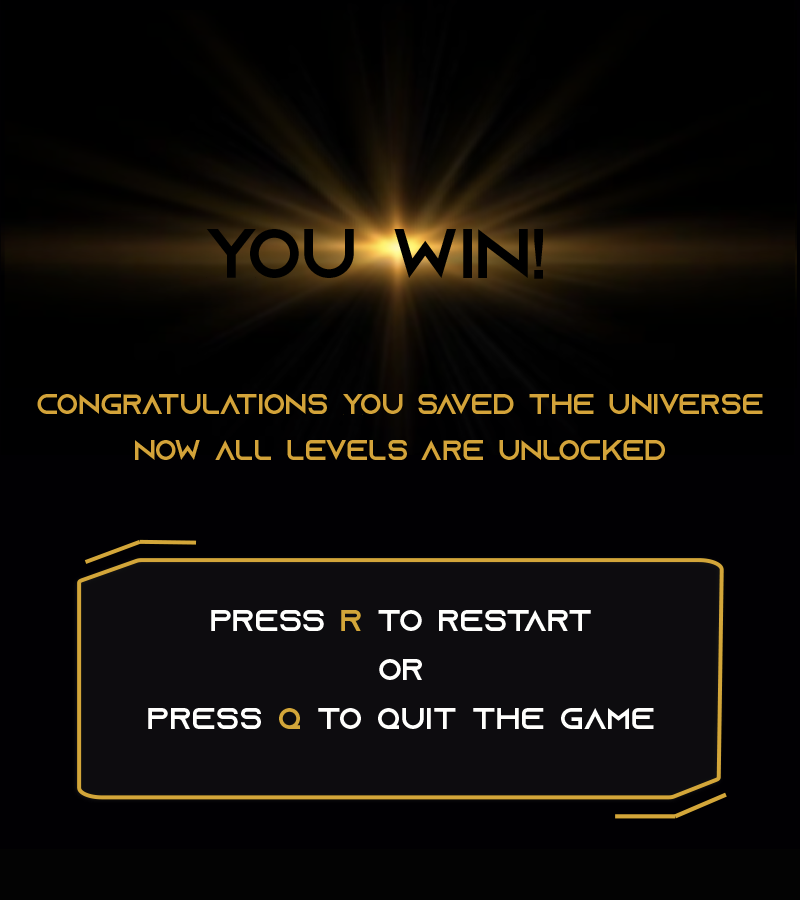 YOU WIN!
CONGRATULATIONS YOU SAVED THE UNIVERSE
NOW ALL LEVELS ARE UNLOCKED
PRESS R TO RESTART
OR
PRESS Q TO QUIT THE GAME